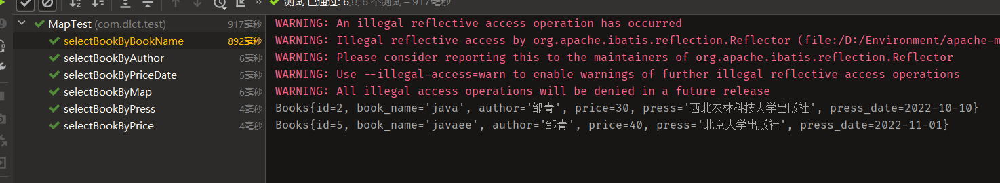 测试 已通过: 6共 6 个测试 – 917毫秒
MapTest (com.dlct.test) 917毫秒
selectBookByBookName 892毫秒
selectBookByAuthor 6毫秒
selectBookByPriceDate 5毫秒
selectBookByMap 6毫秒
selectBookByPress 4毫秒
selectBookByPrice 4毫秒
WARNING: An illegal reflective access operation has occurred
WARNING: Illegal reflective access by org.apache.ibatis.reflection.Reflector (file:/D:/Environment/apache-m
WARNING: Please consider reporting this to the maintainers of org.apache.ibatis.reflection.Reflector
WARNING: Use --illegal-access=warn to enable warnings of further illegal reflective access operations
WARNING: All illegal access operations will be denied in a future release
Books{id=2, book_name='java', author='邹青', price=30, press='西北农林科技大学出版社', press_date=2022-10-10}
Books{id=5, book_name='javaee', author='邹青', price=40, press='北京大学出版社', press_date=2022-11-01}